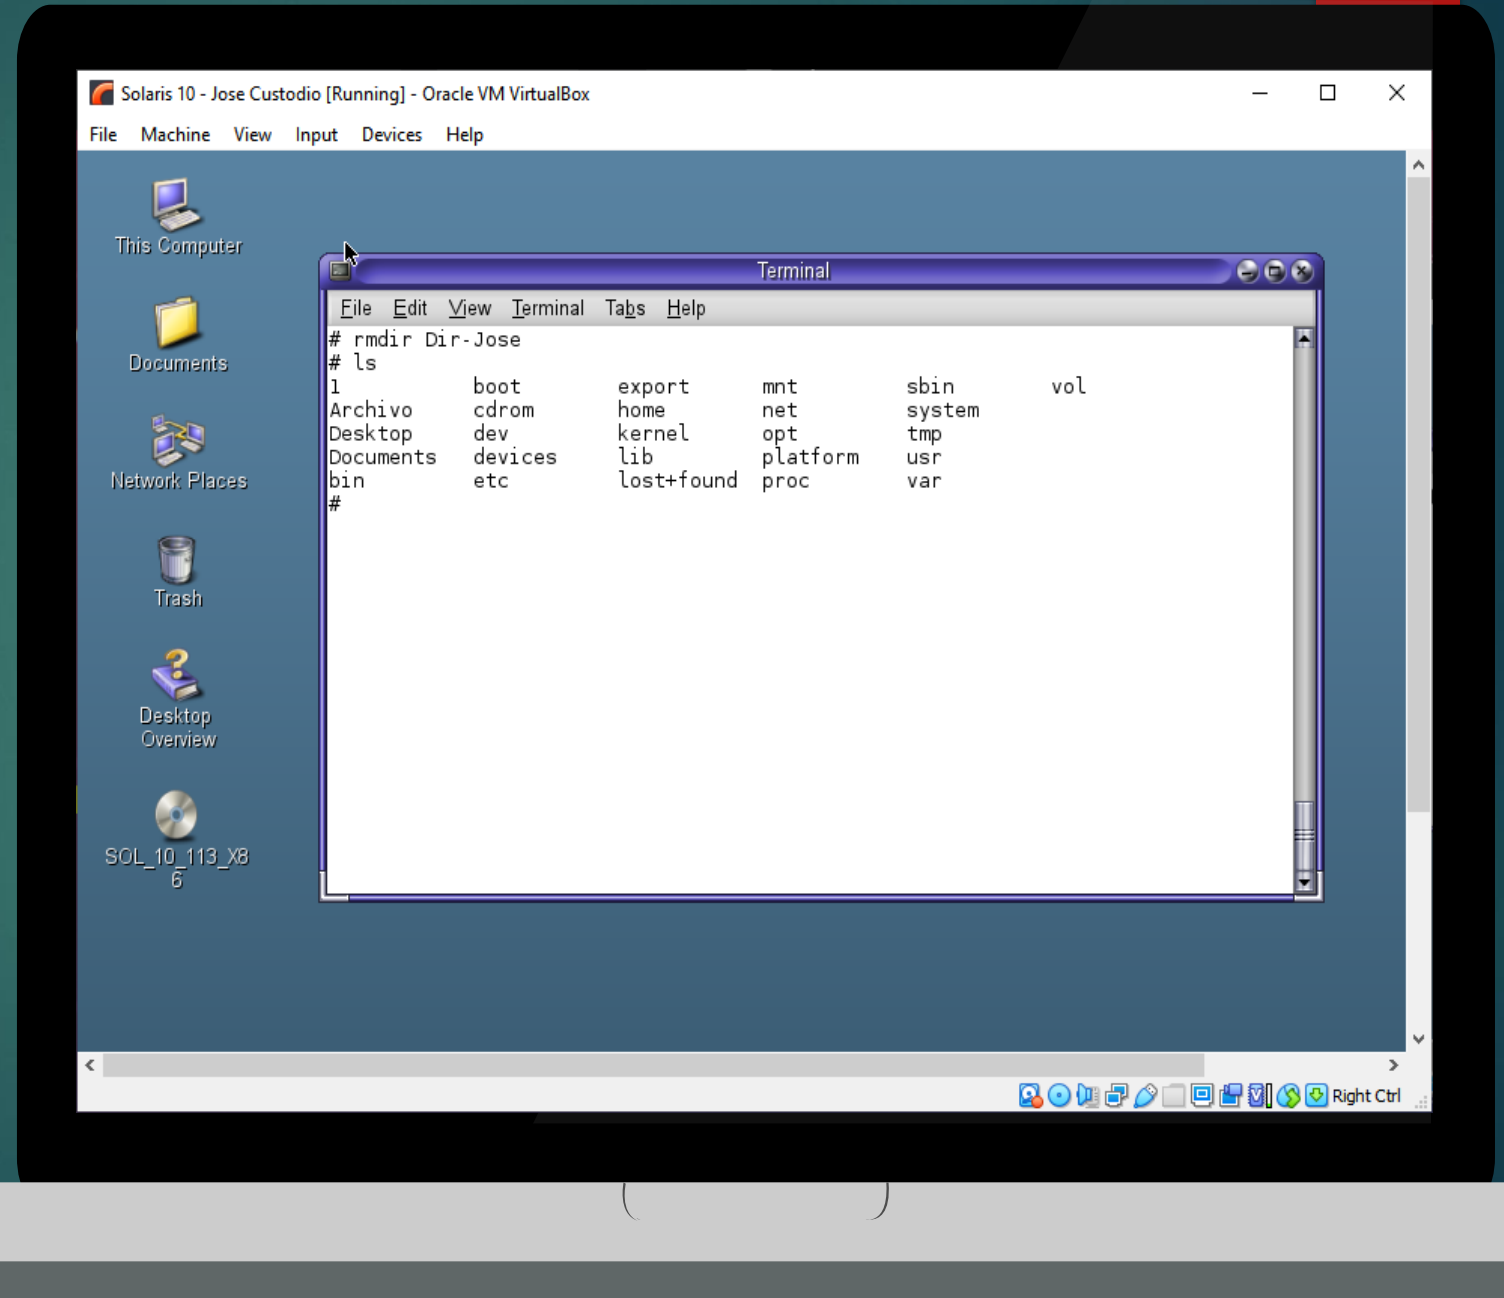 Solaris 10 - Jose Custodio [Running] - Oracle VM VirtualBox
File Machine View Input Devices Help
This Computer
Documents
Network Places
Trash
Desktop
Overview
SOL_10_113_X8
6
Terminal
File Edit View Terminal Tabs Help
# rmdir Dir-Jose
# ls
1 boot export mnt sbin vol
Archivo cdrom home net system
Desktop dev kernel opt tmp
Documents devices lib platform usr
bin etc lost+found proc var
#
Right Ctrl